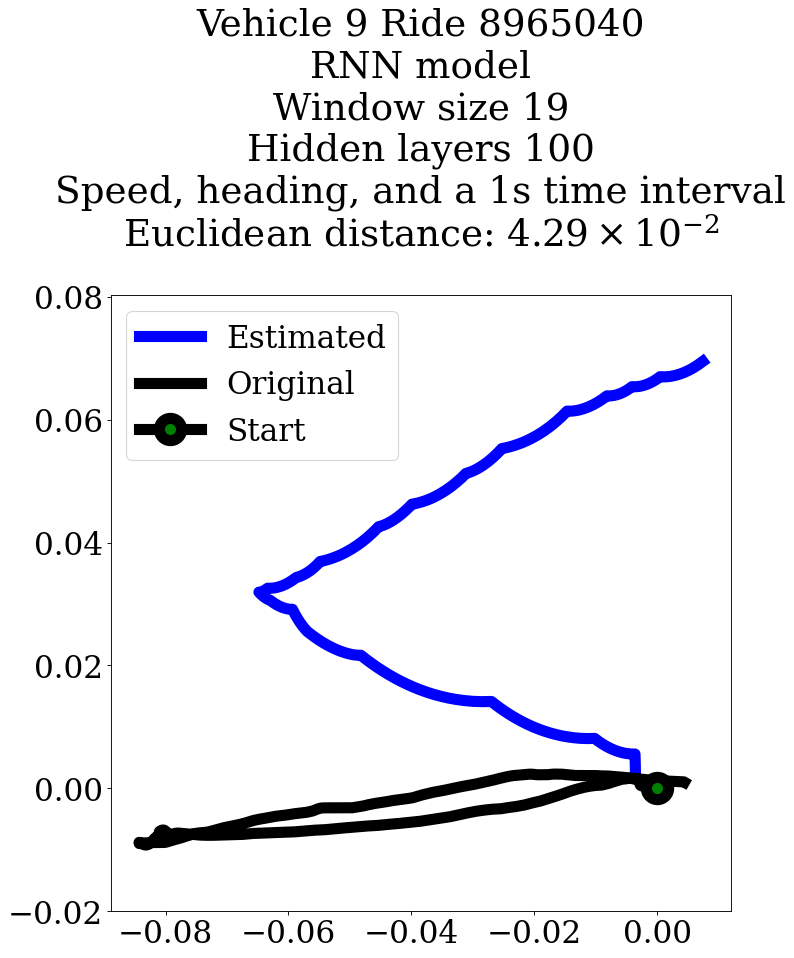 Vehicle 9 Ride 8965040
RNN model
Window size 19
Hidden layers 100
Speed, heading, and a 1s time interval
Euclidean distance: 4.29 × 10⁻²
0.08
0.06
0.04
0.02
0.00
−0.02
Estimated
Original
Start
−0.08 −0.06 −0.04 −0.02 0.00